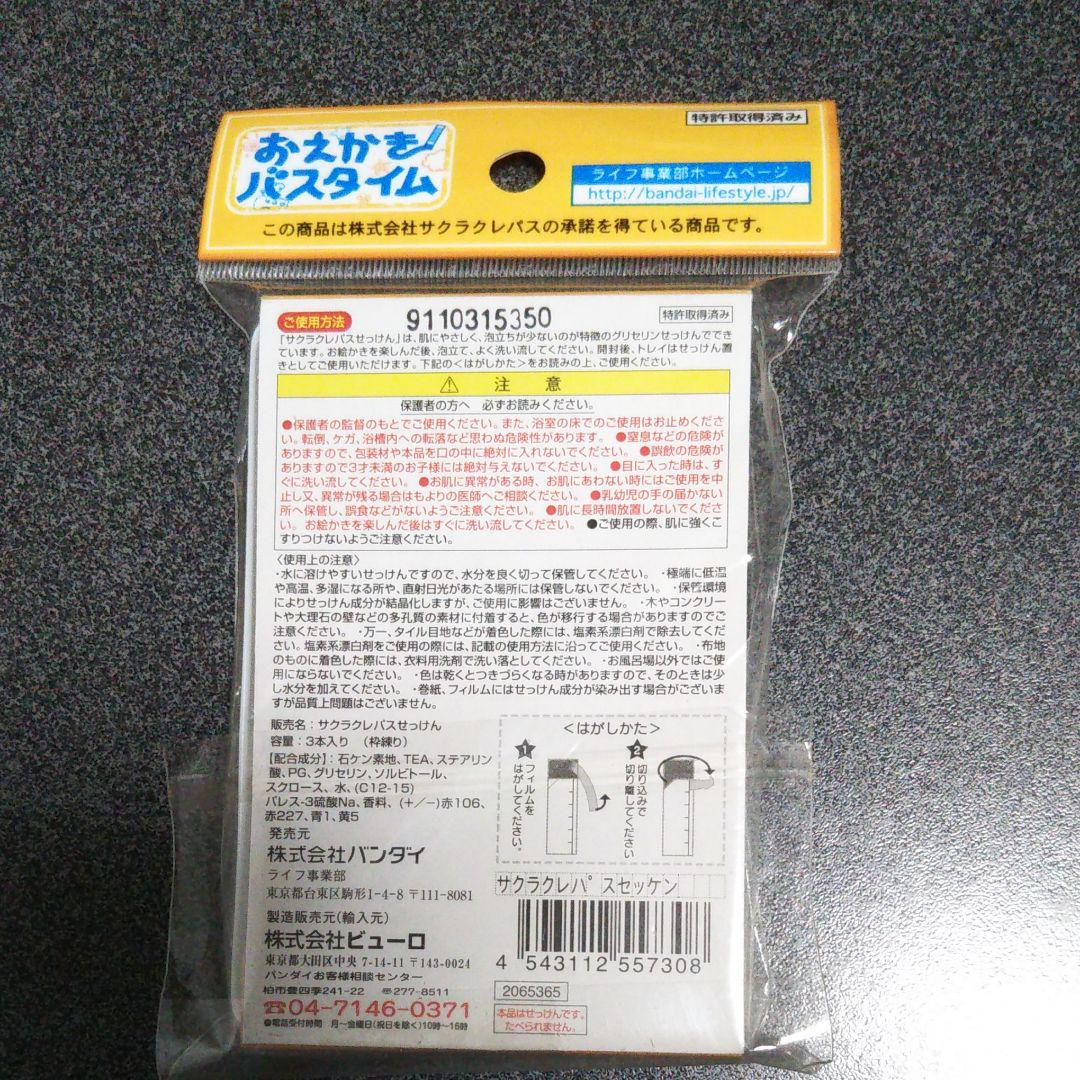 特許取得済み
おえかき
バスタイム
ライフ事業部ホームページ
http://bandai-lifestyle.jp/
この商品は株式会社サクラクレパスの承諾を得ている商品です。
ご使用方法
9110315350
特許取得済み
「サクラクレパスせっけん」は、肌にやさしく、泡立ちが少ないのが特徴のグリセリンせっけんででき
ています。お絵かきを楽しんだ後、泡立て、よく洗い流してください。開封後、トレイはせっけん置
きとしてご使用いただけます。下記の<はがしかた>をお読みの上、ご使用ください。
⚠ 注 意
保護者の方へ 必ずお読みください。
●保護者の監督のもとでご使用ください。また、浴室の床でのご使用はお止めくださ
い。転倒、ケガ、浴槽内への転落など思わぬ危険性があります。 ●窒息などの危険が
ありますので、包装材や本品を口の中に絶対に入れないでください。 ●誤飲の危険が
ありますので3才未満のお子様には絶対与えないでください。 ●目に入った時は、す
ぐに洗い流してください。 ●お肌に異常がある時、お肌にあわない時にはご使用を中
止し又、異常が残る場合はもよりの医師へご相談ください。 ●乳幼児の手の届かない
所へ保管し、誤食などがないようご注意ください。 ●肌に長時間放置しないでくださ
い。お絵かきを楽しんだ後はすぐに洗い流してください。 ●ご使用の際、肌に強くこ
すりつけないようご注意ください。
〈使用上の注意〉
・水に溶けやすいせっけんですので、水分を良く切って保管してください。 ・極端に低温
や高温、多湿になる所や、直射日光があたる場所には保管しないでください。 ・保管環境
によりせっけん成分が結晶化しますが、ご使用に影響はございません。 ・木やコンクリー
トや大理石の壁などの多孔質の素材に付着すると、色が移行する場合がありますのでご
注意ください。 ・万一、タイル目地などが着色した際には、塩素系漂白剤で除去してくだ
さい。塩素系漂白剤をご使用の際には、記載の使用方法に沿ってご使用ください。 ・布地
のものに着色した際には、衣料用洗剤で洗い落としてください。 ・お風呂場以外ではご使
用にならないでください。 ・色は乾くとつきづらくなる時がありますので、そのときは少
し水分を加えてください。 ・巻紙、フィルムにはせっけん成分が染み出す場合がございま
すが品質上問題はございません。
販売名：サクラクレパスせっけん
容量：3本入り （枠練り）
【配合成分】：石ケン素地、TEA、ステアリン
酸、PG、グリセリン、ソルビトール、
スクロース、水、(C12-15)
パレス-3硫酸Na、香料、(+/-)赤106、
赤227、青1、黄5
発売元
株式会社バンダイ
ライフ事業部
東京都台東区駒形1-4-8 〒111-8081
製造販売元(輸入元)
株式会社ビューロ
東京都大田区中央 7-14-11 〒143-0024
バンダイお客様相談センター
柏市豊四季241-22 〒277-8511
☎04-7146-0371
●電話受付時間 月～金曜日(祝日を除く)10時～16時
<はがしかた>
1
フィルムを
はがしてください。
2
切り込みで
切り離してください
サクラクレパ スセッケン
4 543112 557308
2065365
本品はせっけんです。
たべられません。